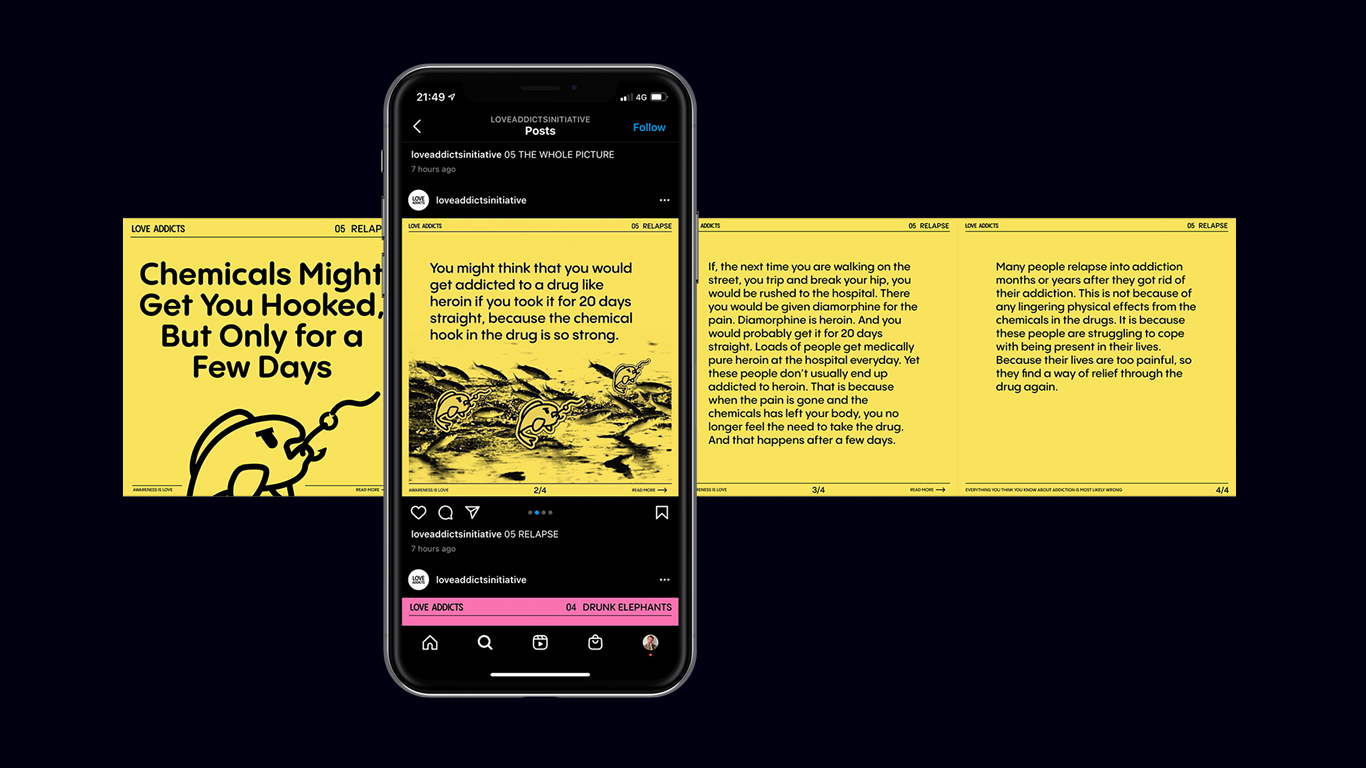 LOVE ADDICTS
05 RELAP
Chemicals Might
Get You Hooked,
But Only for a
Few Days
AWARENESS IS LOVE
READ MORE
21:49
4G
LOVEADDICTSINITIATIVE
Posts
Follow
loveaddictsinitiative 05 THE WHOLE PICTURE
7 hours ago
LOVE ADDICTS
loveaddictsinitiative
LOVE ADDICTS
05 RELAPSE
You might think that you would
get addicted to a drug like
heroin if you took it for 20 days
straight, because the chemical
hook in the drug is so strong.
AWARENESS IS LOVE
2/4
READ MORE
loveaddictsinitiative 05 RELAPSE
7 hours ago
LOVE ADDICTS
loveaddictsinitiative
LOVE ADDICTS
04 DRUNK ELEPHANTS
ADDICTS
05 RELAPSE
If, the next time you are walking on the
street, you trip and break your hip, you
would be rushed to the hospital. There
you would be given diamorphine for the
pain. Diamorphine is heroin. And you
would probably get it for 20 days
straight. Loads of people get medically
pure heroin at the hospital everyday. Yet
these people don't usually end up
addicted to heroin. That is because
when the pain is gone and the
chemicals has left your body, you no
longer feel the need to take the drug.
And that happens after a few days.
RENESS IS LOVE
3/4
READ MORE
LOVE ADDICTS
05 RELAPSE
Many people relapse into addiction
months or years after they got rid of
their addiction. This is not because of
any lingering physical effects from the
chemicals in the drugs. It is because
these people are struggling to cope
with being present in their lives.
Because their lives are too painful, so
they find a way of relief through the
drug again.
EVERYTHING YOU THINK YOU KNOW ABOUT ADDICTION IS MOST LIKELY WRONG
4/4